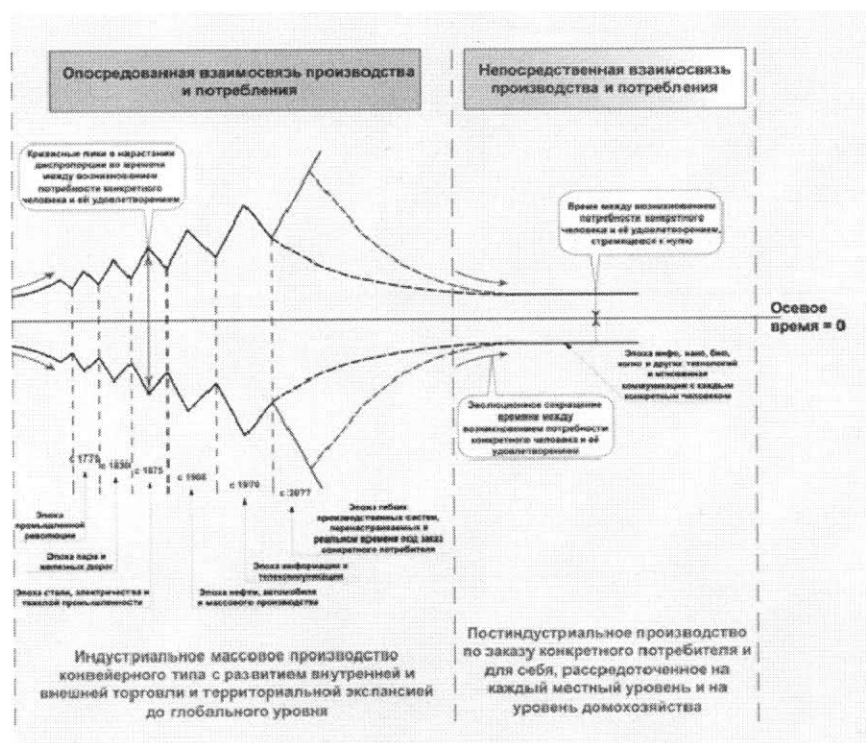 Опосредованная взаимосвязь производства
и потребления
Непосредственная взаимосвязь
производства и потребления
Кризисные пики в нарастании
диспропорции во времени
между возникновением
потребности конкретного
человека и её удовлетворением
Время между возникновением
потребности конкретного
человека и её удовлетворением,
стремящееся к нулю
Осевое
время = 0
Эпоха инфо, нано, био,
когно и других технологий
и мгновенная
коммуникация с каждым
конкретным человеком
Эволюционное сокращение
времени между
возникновением потребности
конкретного человека и её
удовлетворением
с 1830
с 1875
с 1908
Эпоха
промышленной
революции
Эпоха пара и
железных дорог
Эпоха стали, электричества и
тяжелой промышленности
Эпоха нефти, автомобиля
и массового производства
Эпоха информации и
телекоммуникаций
Эпоха гибких
производственных систем,
перенастраиваемых в
реальном времени под заказ
конкретного потребителя
Индустриальное массовое производство
конвейерного типа с развитием внутренней и
внешней торговли и территориальной экспансией
до глобального уровня
Постиндустриальное производство
по заказу конкретного потребителя и
для себя, рассредоточенное на
каждый местный уровень и на
уровень домохозяйства